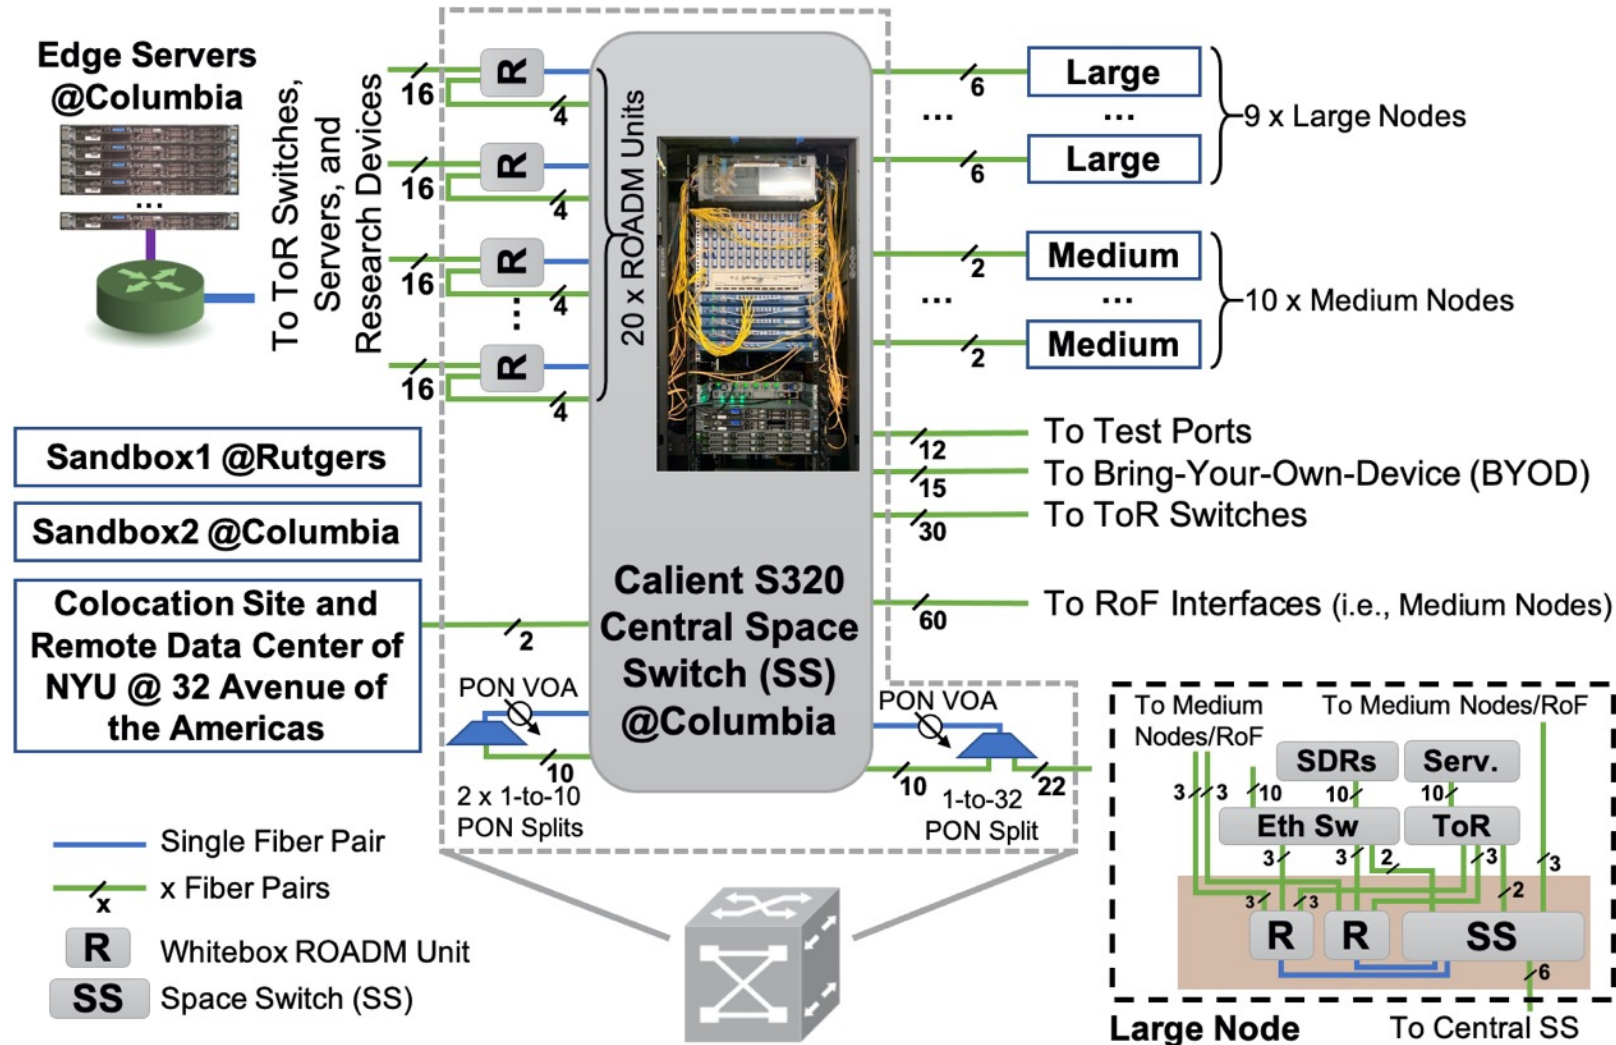 Edge Servers
@Columbia
...
To ToR Switches,
Servers, and
Research Devices
16
R
4
16
R
4
16
R
4
...
16
R
4
20 x ROADM Units
Calient S320
Central Space
Switch (SS)
@Columbia
6
Large
...
...
6
Large
9 x Large Nodes
2
Medium
...
...
2
Medium
10 x Medium Nodes
12
To Test Ports
15
To Bring-Your-Own-Device (BYOD)
30
To ToR Switches
60
To RoF Interfaces (i.e., Medium Nodes)
Sandbox1 @Rutgers
Sandbox2 @Columbia
Colocation Site and
Remote Data Center of
NYU @ 32 Avenue of
the Americas
2
PON VOA
10
2 x 1-to-10
PON Splits
PON VOA
10
22
1-to-32
PON Split
Single Fiber Pair
x
x Fiber Pairs
R
Whitebox ROADM Unit
SS
Space Switch (SS)
To Medium
Nodes/RoF
To Medium Nodes/RoF
SDRs
Serv.
3
3
10
10
10
Eth Sw
ToR
3
3
2
3
3
3
3
2
R
R
SS
6
Large Node
To Central SS